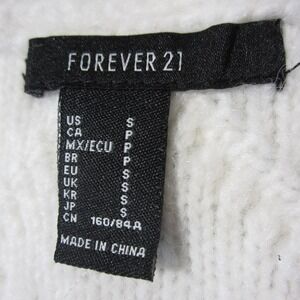 FOREVER 21
US S
CA P
MX/ECU P
BR P
EU S
UK S
KR S
JP S
CN 160/84A
MADE IN CHINA